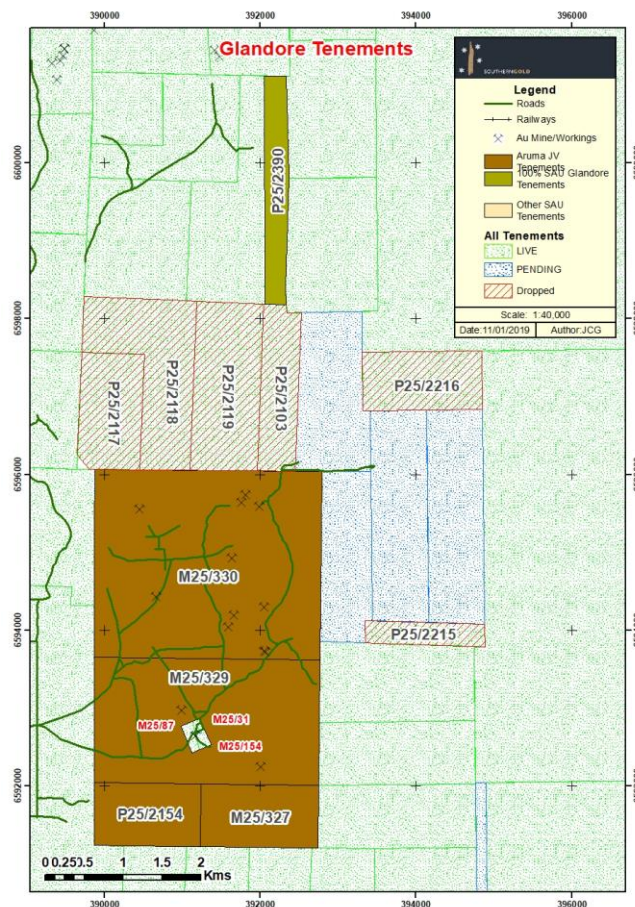 390000
392000
394000
396000
Glandore Tenements
SOUTHERNGOLD
Legend
Roads
Railways
Au Mine/Workings
Aruma JV
Tenements
100% SAU Glandore
Tenements
Other SAU
Tenements
All Tenements
LIVE
PENDING
Dropped
Scale: 1:40,000
Date:11/01/2019
Author:JCG
6600000
6598000
6596000
6594000
6592000
P25/2390
P25/2117
P25/2118
P25/2119
P25/2103
P25/2216
M25/330
P25/2215
M25/329
M25/87
M25/31
M25/154
P25/2154
M25/327
0 0.25 0.5 1 1.5 2
Kms
390000
392000
394000
396000